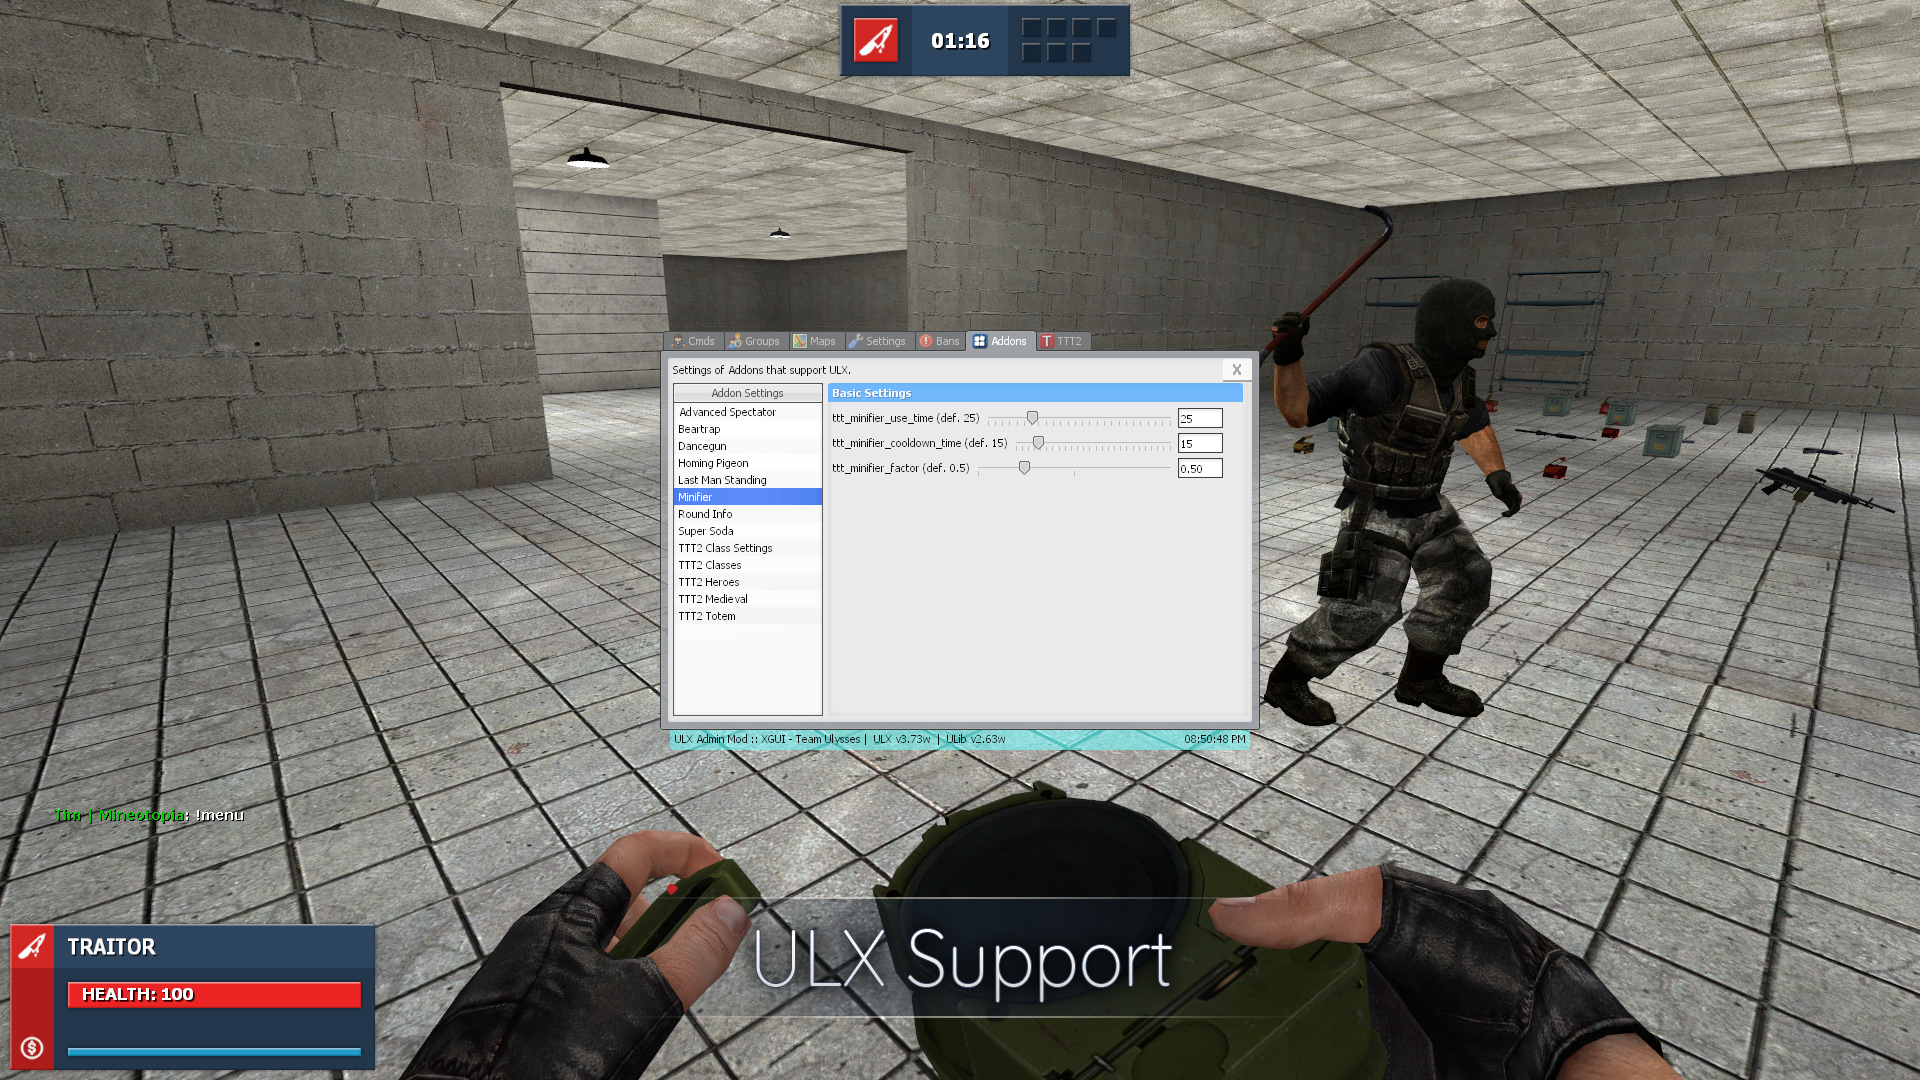 01:16
Cmds Groups Maps Settings Bans Addons TTT2
Settings of Addons that support ULX.
X
Addon Settings
Advanced Spectator
Beartrap
Dancegun
Homing Pigeon
Last Man Standing
Minifier
Round Info
Super Soda
TTT2 Class Settings
TTT2 Classes
TTT2 Heroes
TTT2 Medieval
TTT2 Totem
Basic Settings
ttt_minifier_use_time (def. 25) 25
ttt_minifier_cooldown_time (def. 15) 15
ttt_minifier_factor (def. 0.5) 0.50
ULX Admin Mod :: XGUI - Team Ulysses | ULX v3.73w | ULib v2.63w 08:50:48 PM
Tim | Mineotopia: !menu
ULX Support
TRAITOR
HEALTH: 100